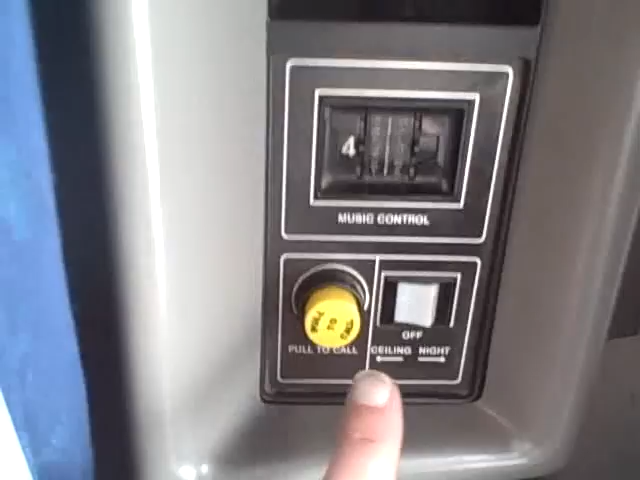 4
MUSIC CONTROL
PULL TO CALL
PULL TO CALL
OFF
CEILING NIGHT